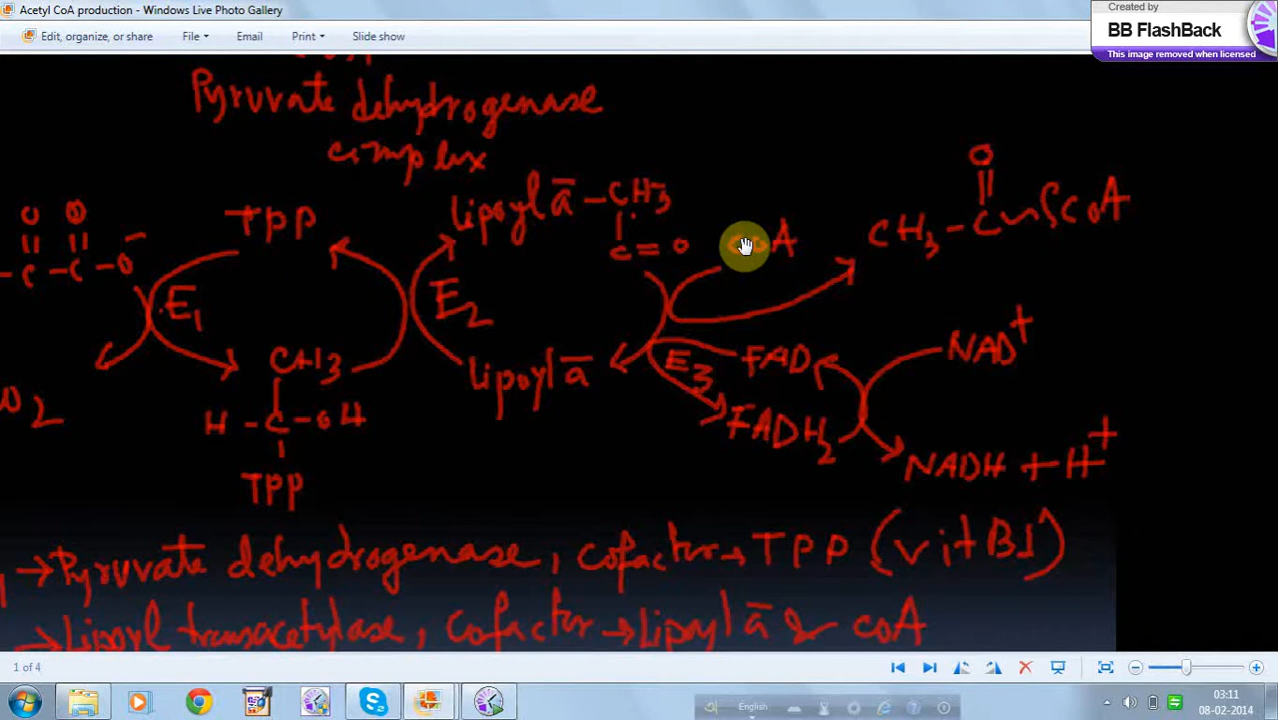 Acetyl CoA production - Windows Live Photo Gallery
Created by
BB FlashBack
This image removed when licensed
Edit, organize, or share File Email Print Slide show
Pyruvate dehydrogenase
complex
O O TPP lipoyl ā - CH3 O
C - C - O⁻ C = O CoA CH3 - C ~ SCoA
E1 E2
CH3 lipoyl ā E3 FAD NAD+
O2 H - C - OH FADH2 NADH + H+
TPP
→ Pyruvate dehydrogenase, cofactor → TPP (vit B1)
→ Lipoyl transacetylase, cofactor → lipoyl ā & coA
1 of 4
English
03:11
08-02-2014